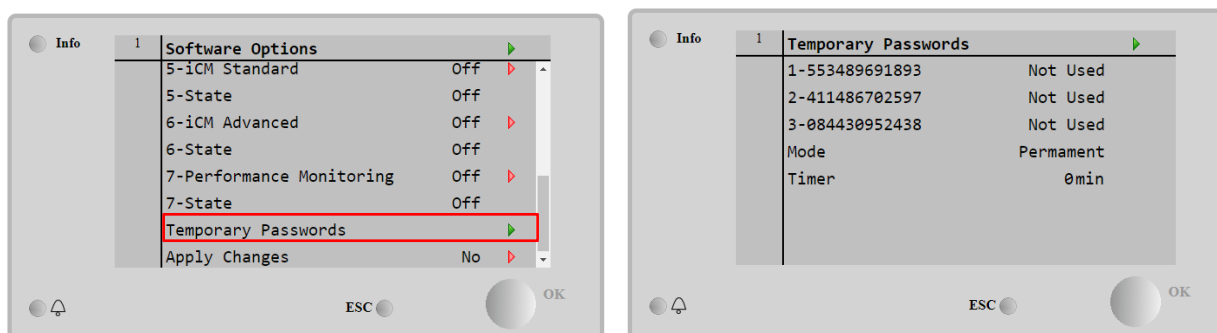 Info
1
Software Options
5-iCM Standard Off
5-State Off
6-iCM Advanced Off
6-State Off
7-Performance Monitoring Off
7-State Off
Temporary Passwords
Apply Changes No
ESC
OK
Info
1
Temporary Passwords
1-553489691893 Not Used
2-411486702597 Not Used
3-084430952438 Not Used
Mode Permament
Timer 0min
ESC
OK